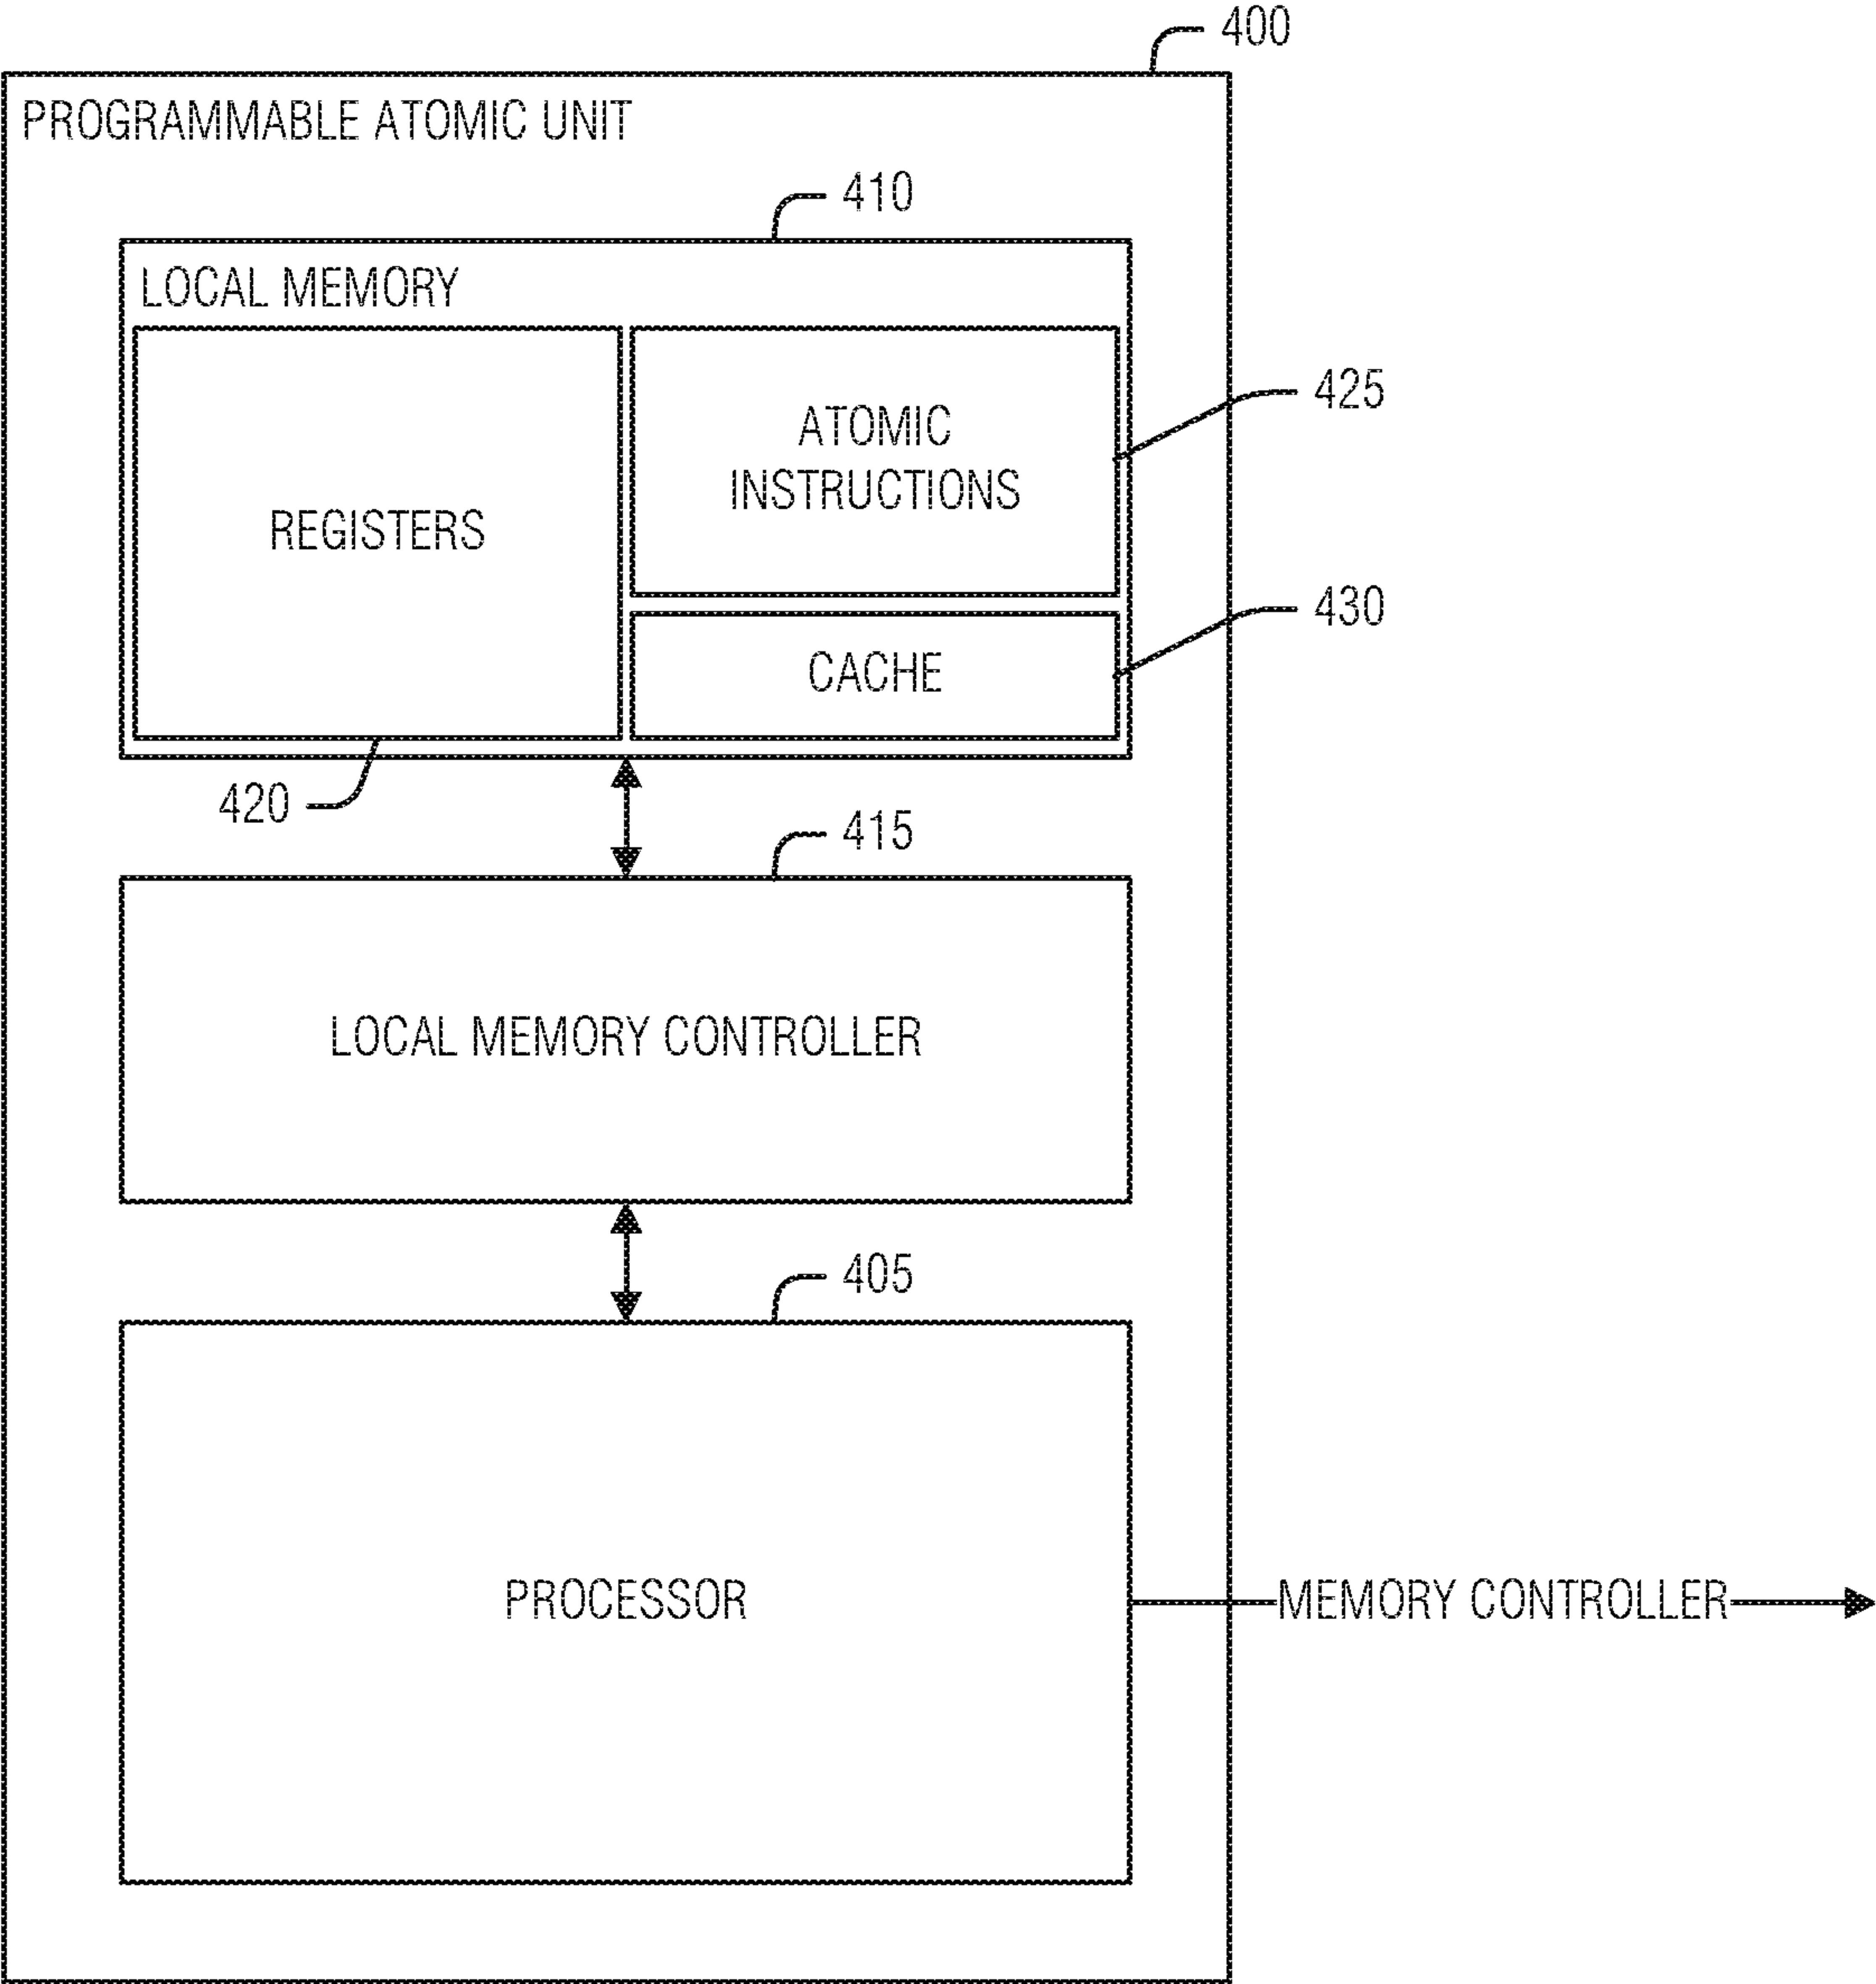 400
PROGRAMMABLE ATOMIC UNIT
410
LOCAL MEMORY
REGISTERS
ATOMIC
INSTRUCTIONS
425
CACHE
430
420
415
LOCAL MEMORY CONTROLLER
405
PROCESSOR
MEMORY CONTROLLER